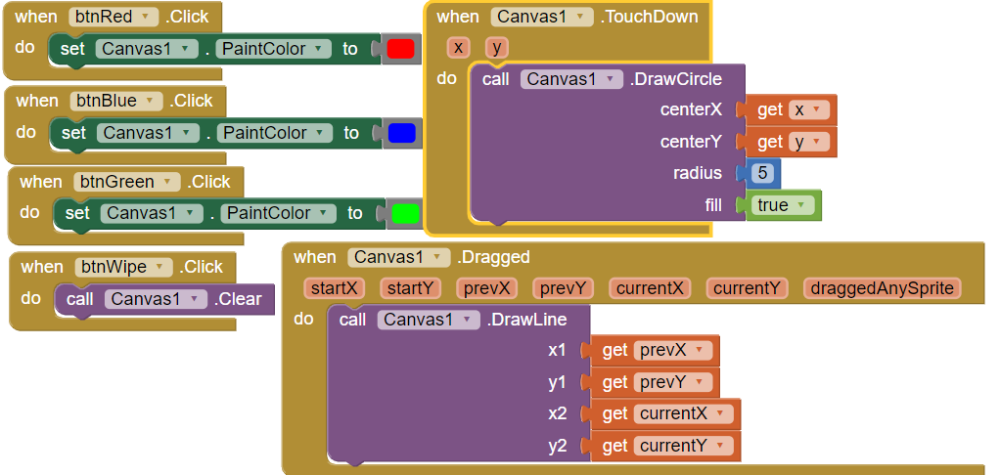 when btnRed .Click
do set Canvas1 . PaintColor to
when btnBlue .Click
do set Canvas1 . PaintColor to
when btnGreen .Click
do set Canvas1 . PaintColor to
when btnWipe .Click
do call Canvas1 .Clear
when Canvas1 .TouchDown
x y
do call Canvas1 .DrawCircle
centerX get x
centerY get y
radius 5
fill true
when Canvas1 .Dragged
startX startY prevX prevY currentX currentY draggedAnySprite
do call Canvas1 .DrawLine
x1 get prevX
y1 get prevY
x2 get currentX
y2 get currentY